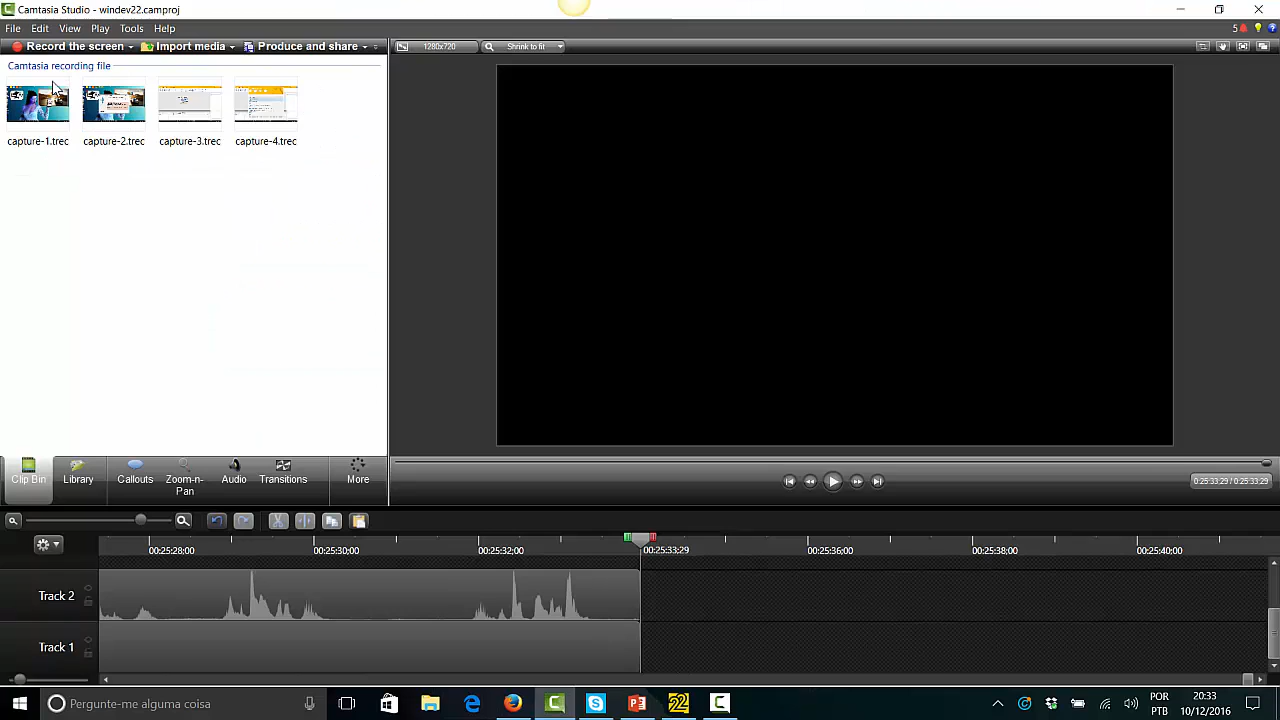 Camtasia Studio - windev22.camproj
File Edit View Play Tools Help
5
Record the screen Import media Produce and share
1280x720 Shrink to fit
Camtasia recording file
capture-1.trec capture-2.trec capture-3.trec capture-4.trec
Clip Bin Library Callouts Zoom-n-Pan Audio Transitions More
0:25:33:29 / 0:25:33:29
00:25:28;00 00:25:30;00 00:25:32;00 00:25:33;29 00:25:36;00 00:25:38;00 00:25:40;00
Track 2
Track 1
Pergunte-me alguma coisa
22
POR
PTB
20:33
10/12/2016